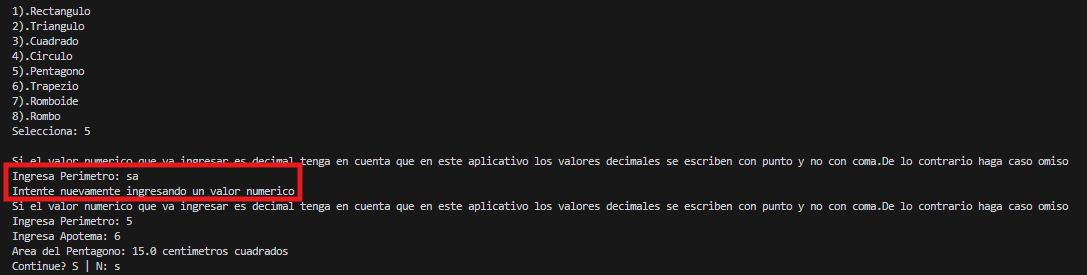 1).Rectangulo
2).Triangulo
3).Cuadrado
4).Circulo
5).Pentagono
6).Trapezio
7).Romboide
8).Rombo
Selecciona: 5
Si el valor numerico que va ingresar es decimal tenga en cuenta que en este aplicativo los valores decimales se escriben con punto y no con coma.De lo contrario haga caso omiso
Ingresa Perimetro: sa
Intente nuevamente ingresando un valor numerico
Si el valor numerico que va ingresar es decimal tenga en cuenta que en este aplicativo los valores decimales se escriben con punto y no con coma.De lo contrario haga caso omiso
Ingresa Perimetro: 5
Ingresa Apotema: 6
Area del Pentagono: 15.0 centimetros cuadrados
Continue? S | N: s